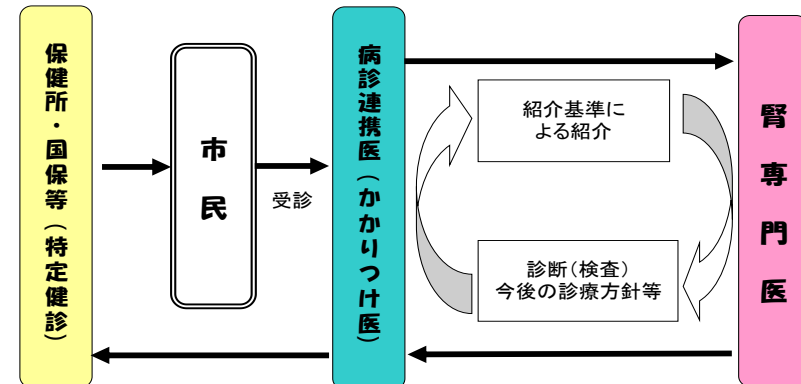 保健所・国保等（特定健診）
市民
受診
病診連携医（かかりつけ医）
紹介基準に
よる紹介
診断（検査）
今後の診療方針等
腎専門医